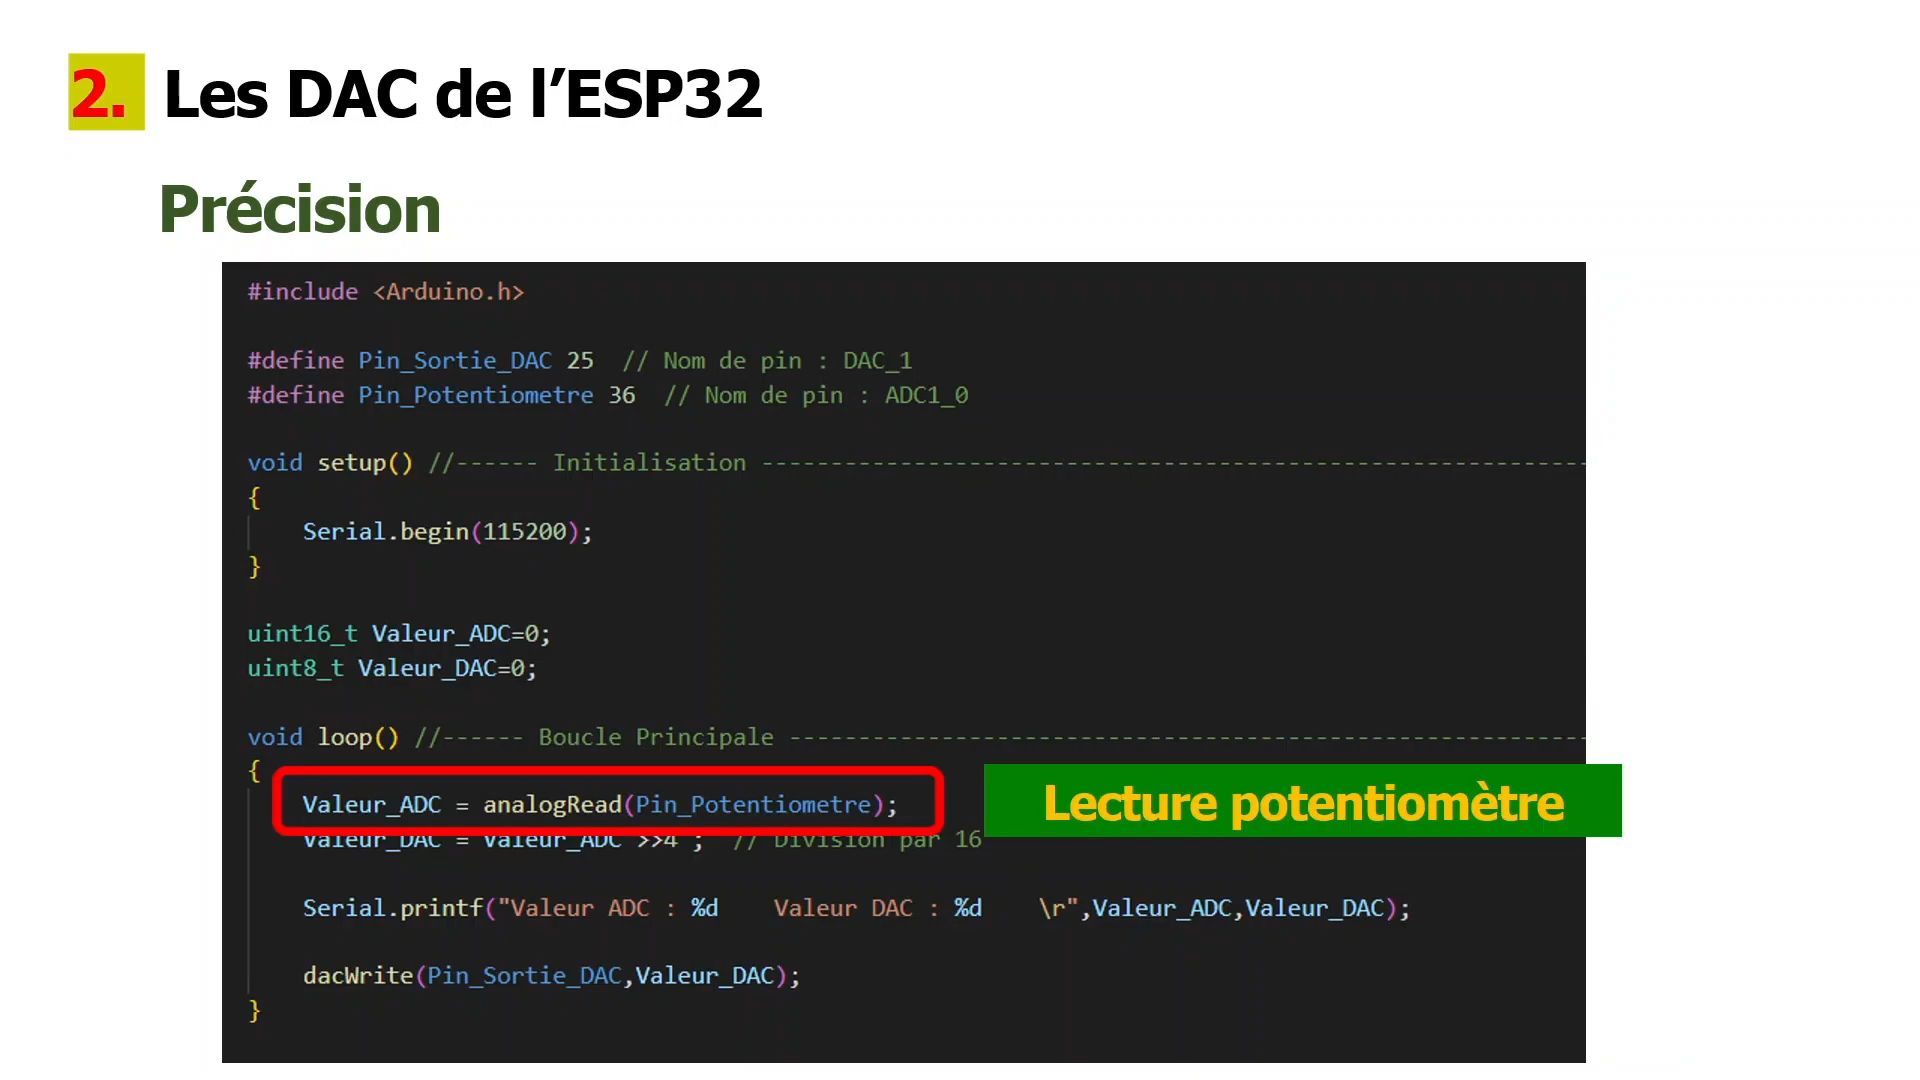 2. Les DAC de l’ESP32
Précision
#include <Arduino.h>
#define Pin_Sortie_DAC 25  // Nom de pin : DAC_1
#define Pin_Potentiometre 36  // Nom de pin : ADC1_0
void setup() //------ Initialisation ------------------------------------------------------------
{
Serial.begin(115200);
}
uint16_t Valeur_ADC=0;
uint8_t Valeur_DAC=0;
void loop() //------ Boucle Principale ----------------------------------------------------------
{
Valeur_ADC = analogRead(Pin_Potentiometre);
Lecture potentiomètre
Valeur_DAC = Valeur_ADC >>4 ;  // Division par 16
Serial.printf("Valeur ADC : %d    Valeur DAC : %d    \r",Valeur_ADC,Valeur_DAC);
dacWrite(Pin_Sortie_DAC,Valeur_DAC);
}